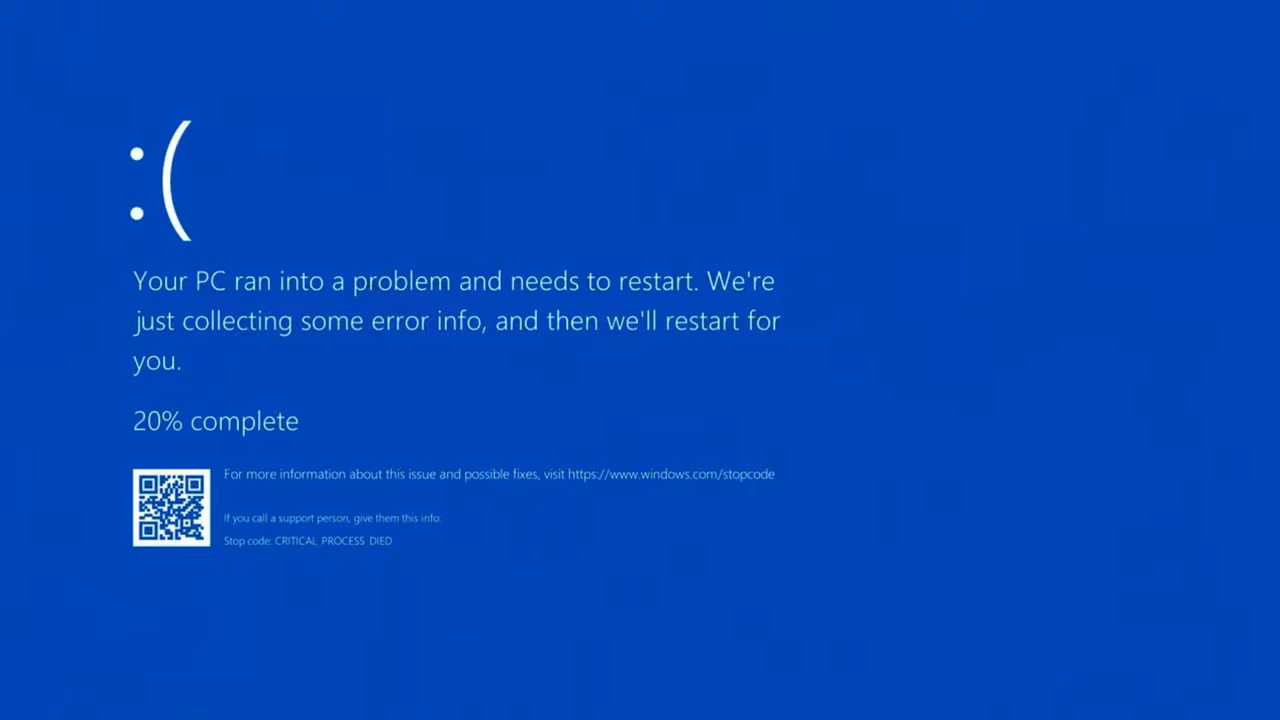 :(
Your PC ran into a problem and needs to restart. We're
just collecting some error info, and then we'll restart for
you.
20% complete
For more information about this issue and possible fixes, visit https://www.windows.com/stopcode
If you call a support person, give them this info:
Stop code: CRITICAL_PROCESS_DIED